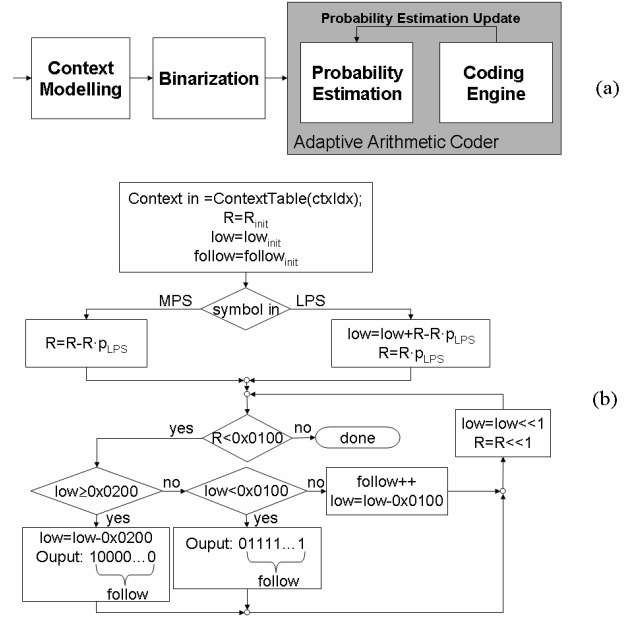 Probability Estimation Update
Context
Modelling
Binarization
Probability
Estimation
Coding
Engine
Adaptive Arithmetic Coder
(a)
Context in =ContextTable(ctxIdx);
R=Rinit
low=lowinit
follow=followinit
MPS
symbol in
LPS
R=R-R·pLPS
low=low+R-R·pLPS
R=R·pLPS
yes
R<0x0100
no
done
low=low<<1
R=R<<1
(b)
low≥0x0200
no
low<0x0100
no
follow++
low=low-0x0100
yes
yes
low=low-0x0200
Ouput: 10000...0
follow
Ouput: 01111...1
follow